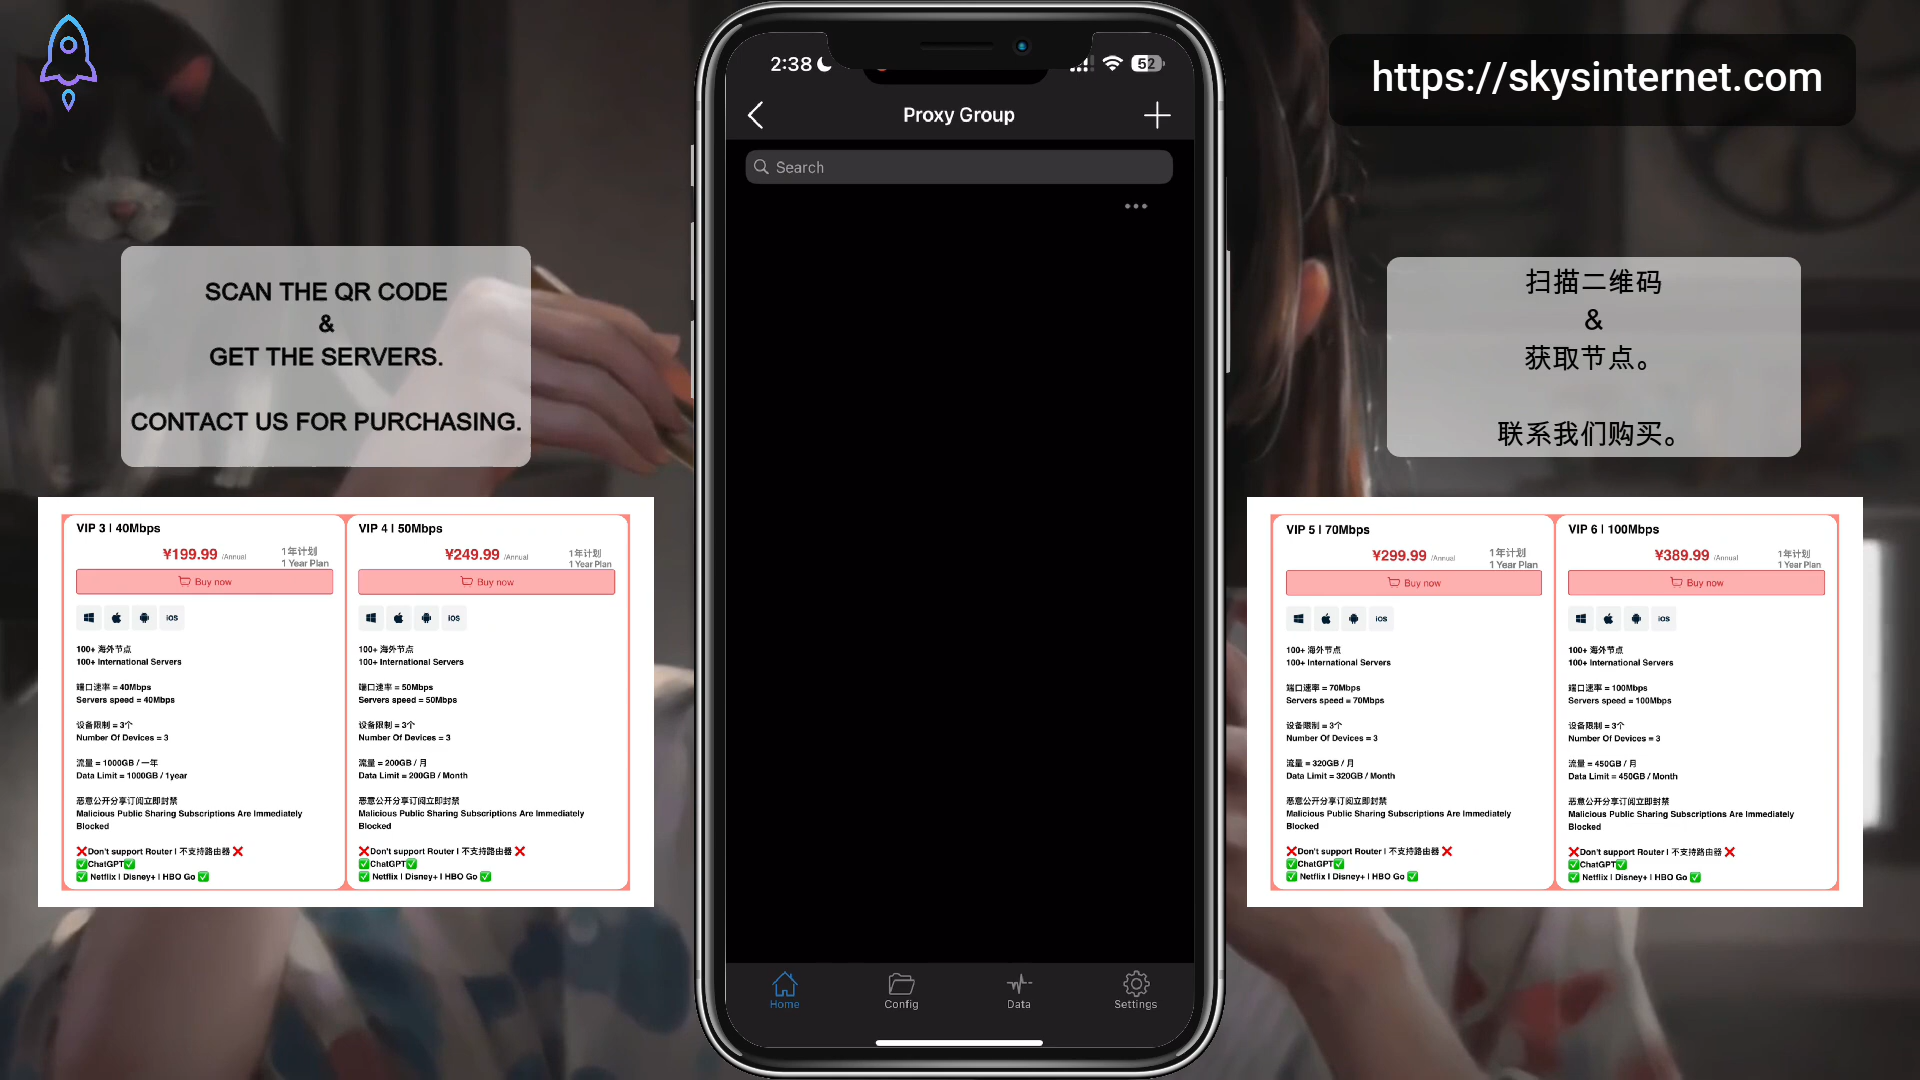 https://skysinternet.com
2:38
52
Proxy Group
Search
SCAN THE QR CODE
&
GET THE SERVERS.
CONTACT US FOR PURCHASING.
扫描二维码
&
获取节点。
联系我们购买。
VIP 3 | 40Mbps
¥199.99 /Annual
1年计划
1 Year Plan
Buy now
iOS
100+ 海外节点
100+ International Servers
端口速率 = 40Mbps
Servers speed = 40Mbps
设备限制 = 3个
Number Of Devices = 3
流量 = 1000GB / 一年
Data Limit = 1000GB / 1year
恶意公开分享订阅立即封禁
Malicious Public Sharing Subscriptions Are Immediately
Blocked
❌Don't support Router | 不支持路由器 ❌
✅ChatGPT✅
✅ Netflix | Disney+ | HBO Go ✅
VIP 4 | 50Mbps
¥249.99 /Annual
1年计划
1 Year Plan
Buy now
iOS
100+ 海外节点
100+ International Servers
端口速率 = 50Mbps
Servers speed = 50Mbps
设备限制 = 3个
Number Of Devices = 3
流量 = 200GB / 月
Data Limit = 200GB / Month
恶意公开分享订阅立即封禁
Malicious Public Sharing Subscriptions Are Immediately
Blocked
❌Don't support Router | 不支持路由器 ❌
✅ChatGPT✅
✅ Netflix | Disney+ | HBO Go ✅
VIP 5 | 70Mbps
¥299.99 /Annual
1年计划
1 Year Plan
Buy now
iOS
100+ 海外节点
100+ International Servers
端口速率 = 70Mbps
Servers speed = 70Mbps
设备限制 = 3个
Number Of Devices = 3
流量 = 320GB / 月
Data Limit = 320GB / Month
恶意公开分享订阅立即封禁
Malicious Public Sharing Subscriptions Are Immediately
Blocked
❌Don't support Router | 不支持路由器 ❌
✅ChatGPT✅
✅ Netflix | Disney+ | HBO Go ✅
VIP 6 | 100Mbps
¥389.99 /Annual
1年计划
1 Year Plan
Buy now
iOS
100+ 海外节点
100+ International Servers
端口速率 = 100Mbps
Servers speed = 100Mbps
设备限制 = 3个
Number Of Devices = 3
流量 = 450GB / 月
Data Limit = 450GB / Month
恶意公开分享订阅立即封禁
Malicious Public Sharing Subscriptions Are Immediately
Blocked
❌Don't support Router | 不支持路由器 ❌
✅ChatGPT✅
✅ Netflix | Disney+ | HBO Go ✅
Home
Config
Data
Settings